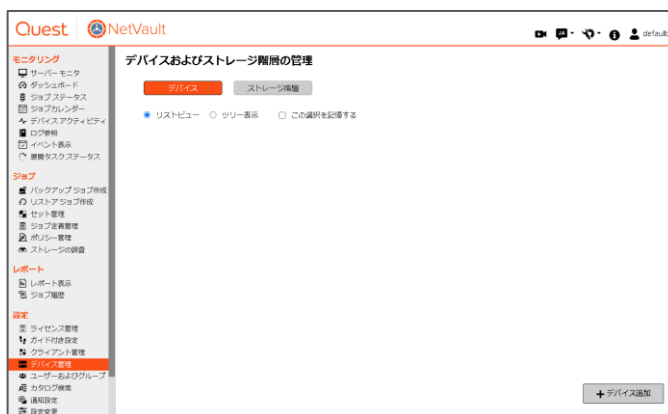 Quest NetVault
JA
default
モニタリング
サーバーモニタ
ダッシュボード
ジョブステータス
ジョブカレンダー
デバイスアクティビティ
ログ参照
イベント表示
展開タスクステータス
ジョブ
バックアップジョブ作成
リストアジョブ作成
セット管理
ジョブ定義管理
ポリシー管理
ストレージの調査
レポート
レポート表示
ジョブ履歴
設定
ライセンス管理
ガイド付き設定
クライアント管理
デバイス管理
ユーザーおよびグループ
カタログ検索
通知設定
設定変更
デバイスおよびストレージ階層の管理
デバイス ストレージ階層
リストビュー ツリー表示 この選択を記憶する
デバイス追加